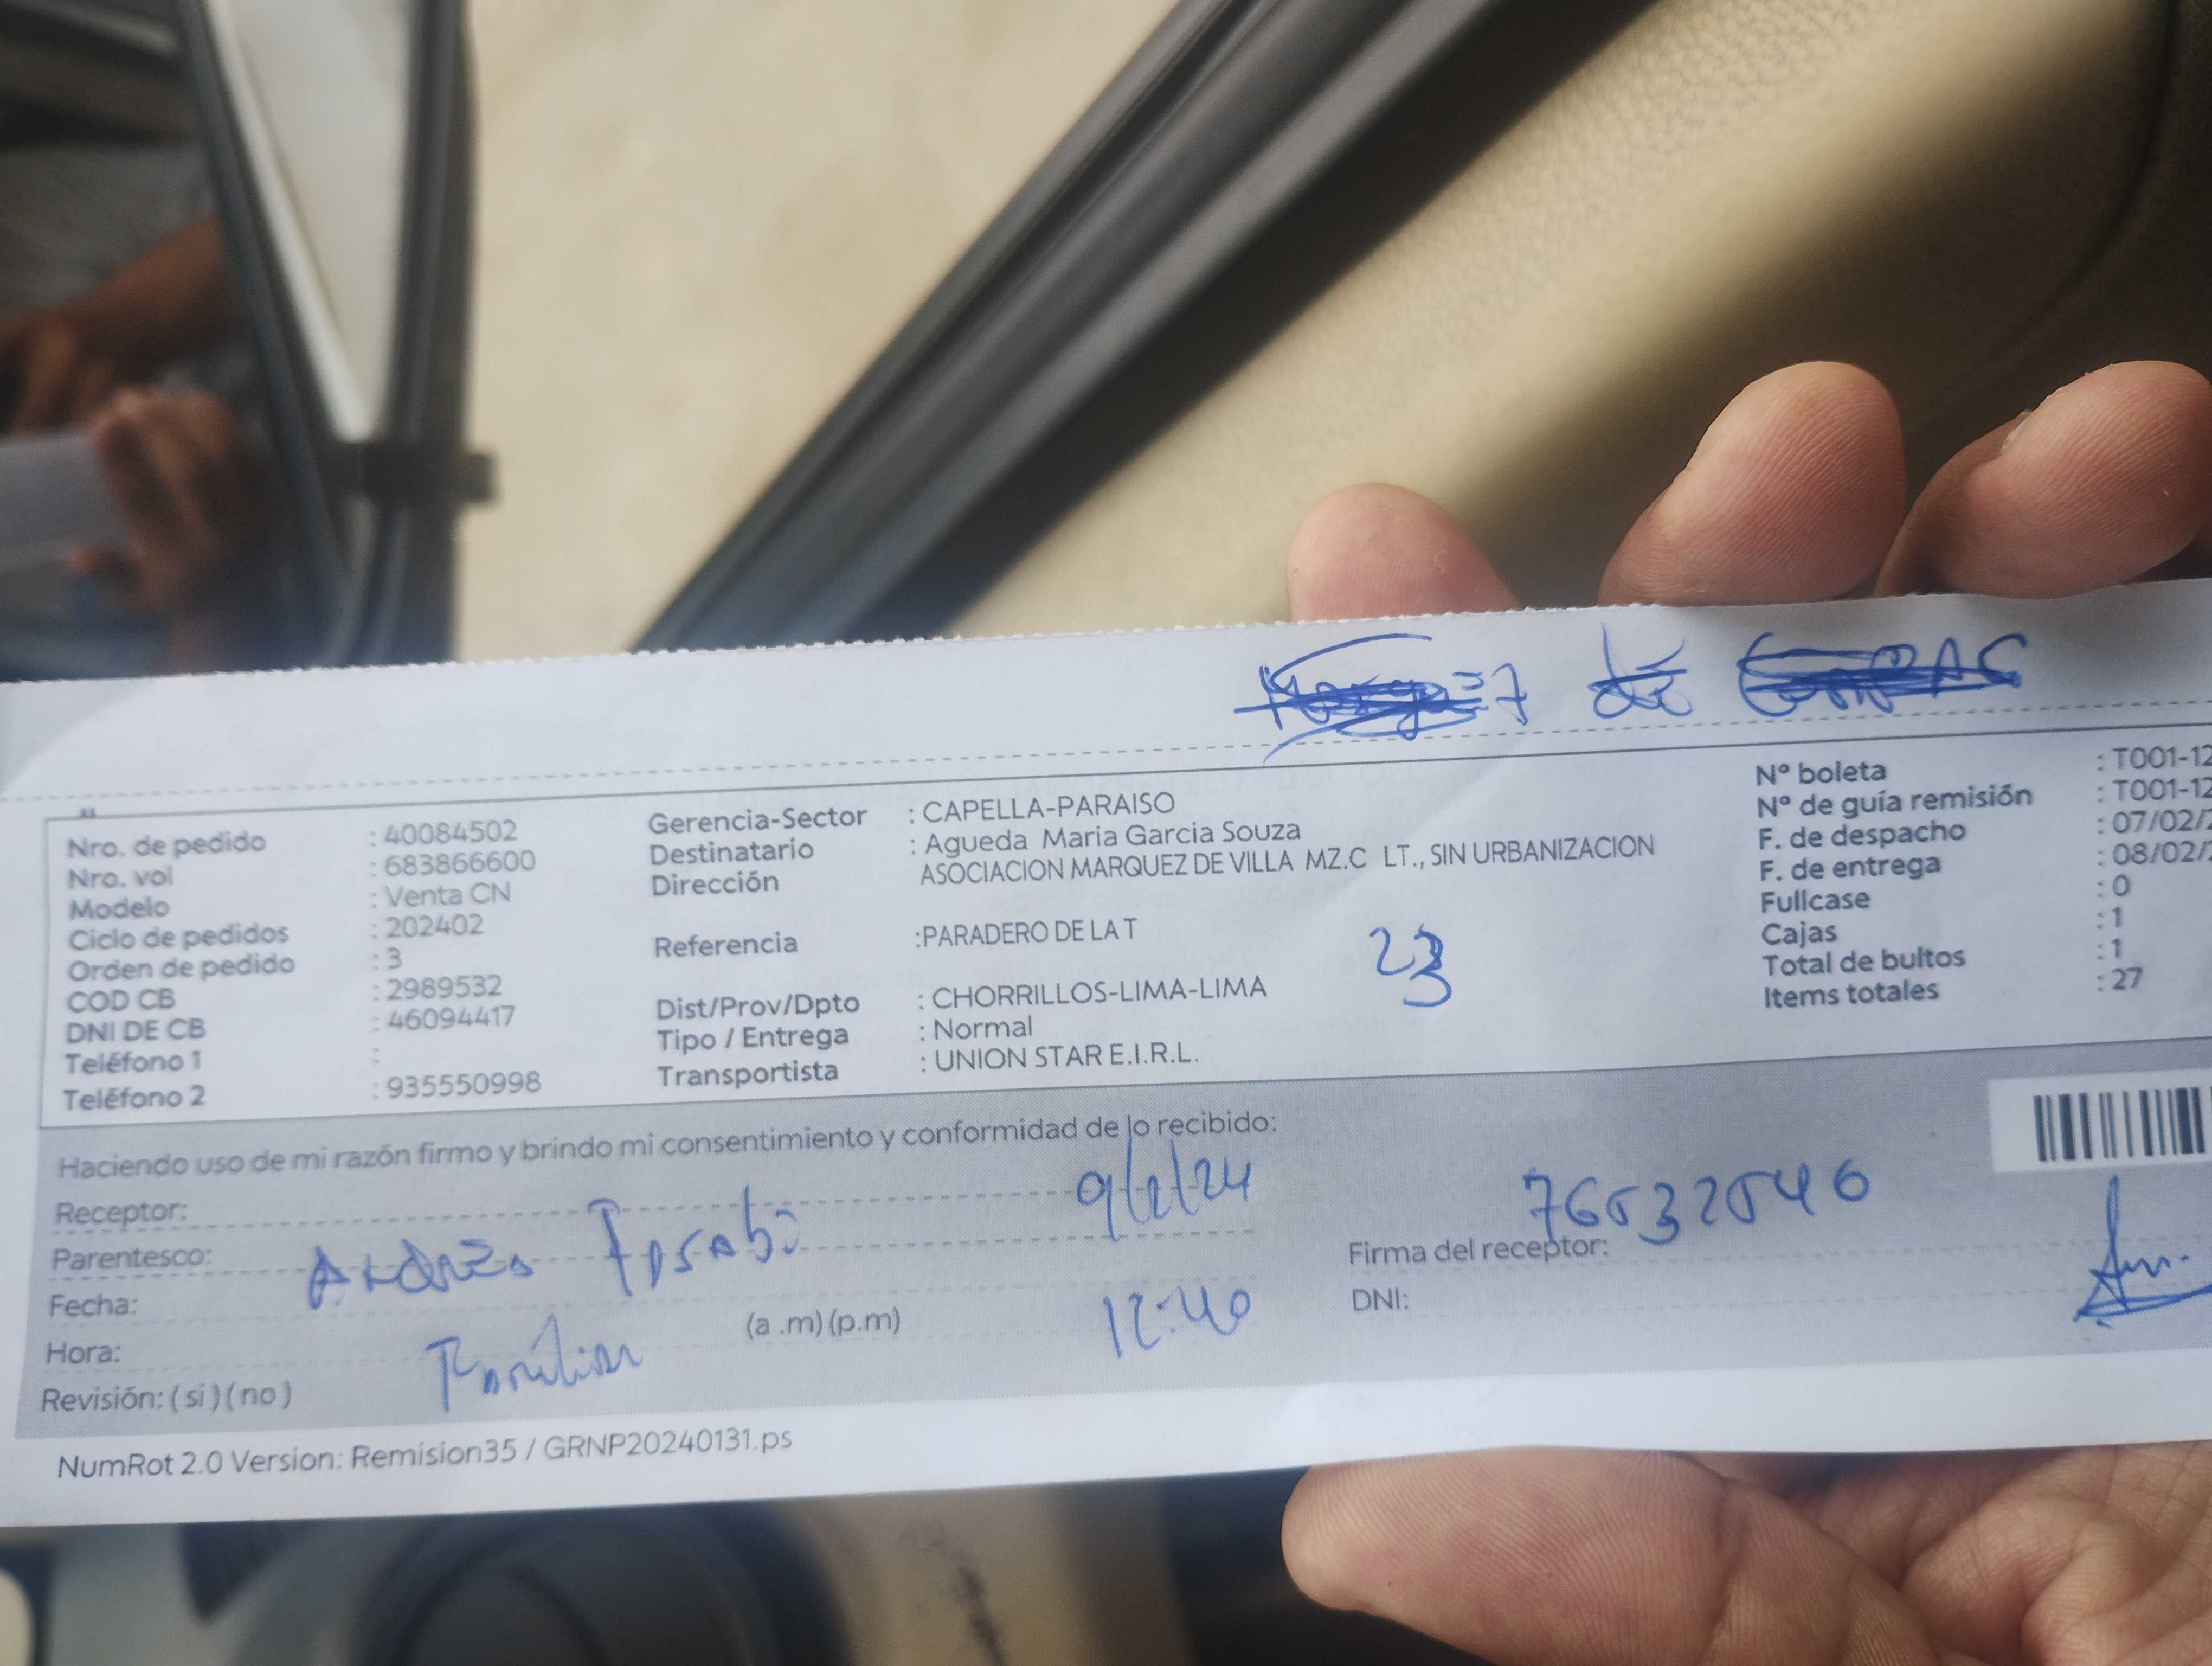 Nro. de pedido : 40084502
Nro. vol : 683866600
Modelo : Venta CN
Ciclo de pedidos : 202402
Orden de pedido : 3
COD CB : 2989532
DNI DE CB : 46094417
Teléfono 1 :
Teléfono 2 : 935550998
Gerencia-Sector : CAPELLA-PARAISO
Destinatario : Agueda Maria Garcia Souza
Dirección ASOCIACION MARQUEZ DE VILLA MZ.C LT., SIN URBANIZACION
Referencia :PARADERO DE LA T
23
Dist/Prov/Dpto : CHORRILLOS-LIMA-LIMA
Tipo / Entrega : Normal
Transportista : UNION STAR E.I.R.L.
N° boleta : T001-12
N° de guía remisión : T001-12
F. de despacho : 07/02/2
F. de entrega : 08/02/2
Fullcase : 0
Cajas : 1
Total de bultos : 1
Items totales : 27
Haciendo uso de mi razón firmo y brindo mi consentimiento y conformidad de lo recibido:
Receptor: 9/2/24
Parentesco:
Fecha:
Hora: (a .m) (p.m) 12:40
Revisión: ( si ) ( no )
Firma del receptor:
DNI:
NumRot 2.0 Version: Remision35 / GRNP20240131.ps